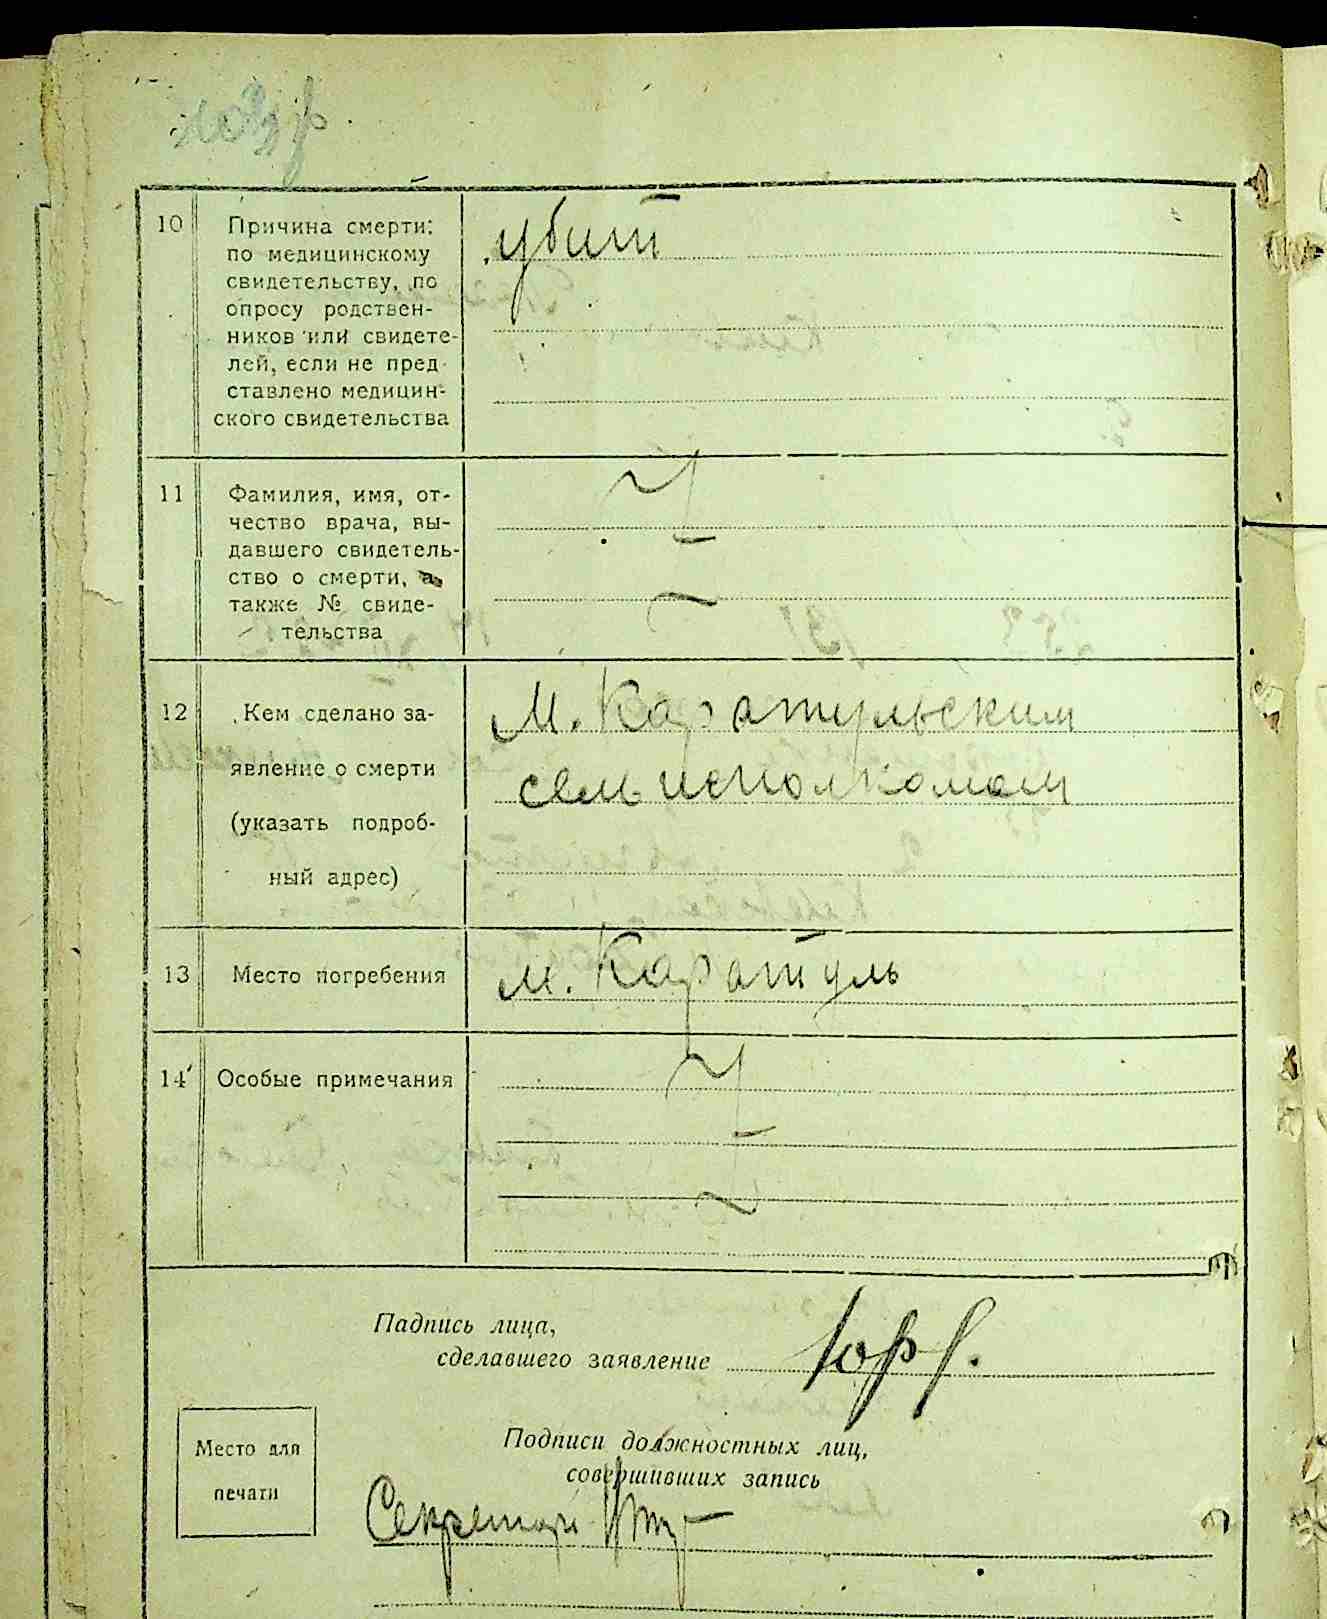 10 Причина смерти: убит
по медицинскому
свидетельству, по
опросу родствен-
ников или свидете-
лей, если не пред-
ставлено медицин-
ского свидетельства
11 Фамилия, имя, от-
чество врача, вы-
давшего свидетель-
ство о смерти, а
также № свиде-
тельства
12 Кем сделано за- М. Каратульским
явление о смерти сельисполкомом
(указать подроб-
ный адрес)
13 Место погребения м. Каратуль
14 Особые примечания
Падпись лица,
сделавшего заявление
Подписи должностных лиц,
совершивших запись
Место для
печати
Секретарь